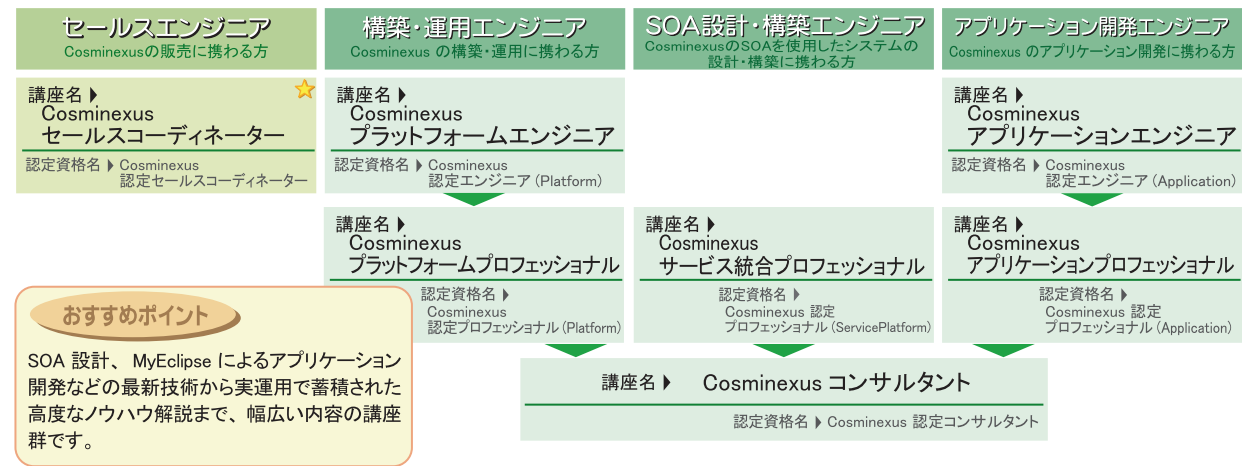 セールスエンジニア
Cosminexusの販売に携わる方
構築・運用エンジニア
Cosminexus の構築・運用に携わる方
SOA設計・構築エンジニア
CosminexusのSOAを使用したシステムの
設計・構築に携わる方
アプリケーション開発エンジニア
Cosminexus のアプリケーション開発に携わる方
講座名
Cosminexus
セールスコーディネーター
認定資格名 Cosminexus
認定セールスコーディネーター
講座名
Cosminexus
プラットフォームエンジニア
認定資格名 Cosminexus
認定エンジニア (Platform)
講座名
Cosminexus
アプリケーションエンジニア
認定資格名 Cosminexus
認定エンジニア (Application)
講座名
Cosminexus
プラットフォームプロフェッショナル
認定資格名
Cosminexus
認定プロフェッショナル (Platform)
講座名
Cosminexus
サービス統合プロフェッショナル
認定資格名
Cosminexus 認定
プロフェッショナル (ServicePlatform)
講座名
Cosminexus
アプリケーションプロフェッショナル
認定資格名
Cosminexus 認定
プロフェッショナル (Application)
おすすめポイント
SOA 設計、 MyEclipse によるアプリケーション
開発などの最新技術から実運用で蓄積された
高度なノウハウ解説まで、幅広い内容の講座
群です。
講座名 Cosminexus コンサルタント
認定資格名 Cosminexus 認定コンサルタント